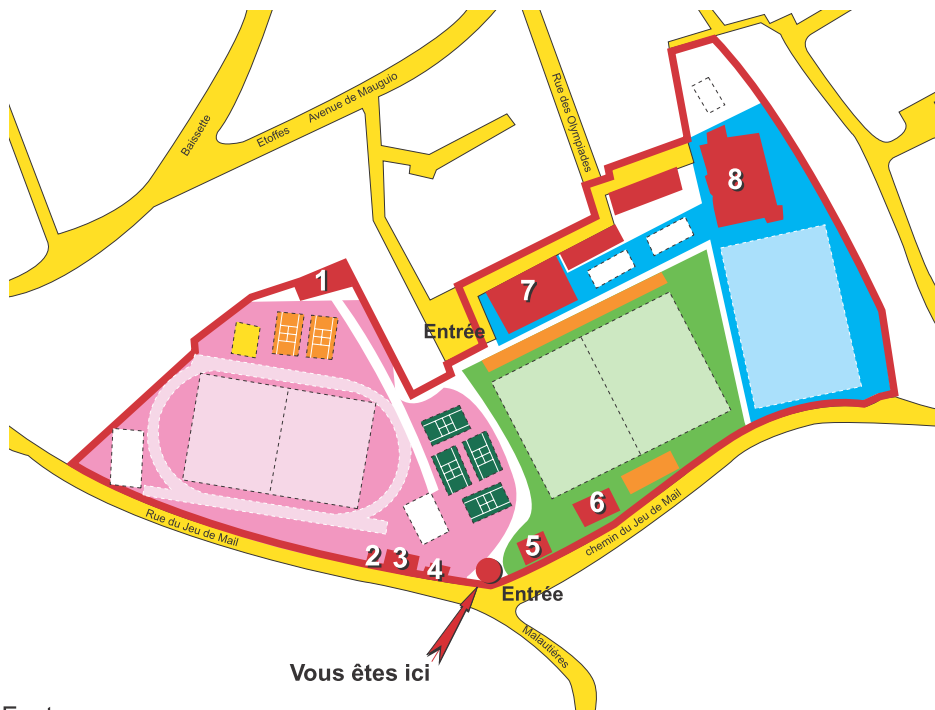 Baissette
Etoffes
Avenue de Mauguio
Rue des Olympiades
8
1
7
Entrée
6
5
2
3
4
Rue du Jeu de Mail
chemin du Jeu de Mail
Entrée
Malautiéres
Vous êtes ici